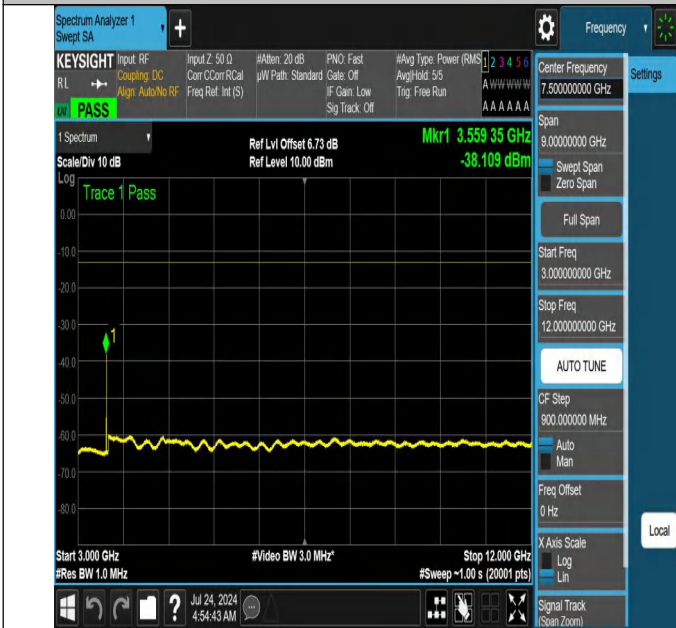 Spectrum Analyzer 1
Swept SA
+
Frequency
KEYSIGHT
RL
PASS
Input: RF
Coupling: DC
Align: Auto/No RF
Input Z: 50 Ω
Corr CCorr RCal
Freq Ref: Int (S)
#Atten: 20 dB
µW Path: Standard
PNO: Fast
Gate: Off
IF Gain: Low
Sig Track: Off
#Avg Type: Power (RMS
Avg|Hold: 5/5
Trig: Free Run
1 2 3 4 5 6
A W W W W W
A A A A A A
1 Spectrum
Scale/Div 10 dB
Log
Ref Lvl Offset 6.73 dB
Ref Level 10.00 dBm
Mkr1 3.559 35 GHz
-38.109 dBm
Trace 1 Pass
0.00
-10.0
-20.0
-30.0
1
-40.0
-50.0
-60.0
-70.0
-80.0
Start 3.000 GHz
#Res BW 1.0 MHz
#Video BW 3.0 MHz*
Stop 12.000 GHz
#Sweep ~1.00 s (20001 pts)
Jul 24, 2024
4:54:43 AM
?
Center Frequency
7.500000000 GHz
Settings
Span
9.00000000 GHz
Swept Span
Zero Span
Full Span
Start Freq
3.000000000 GHz
Stop Freq
12.000000000 GHz
AUTO TUNE
CF Step
900.000000 MHz
Auto
Man
Freq Offset
0 Hz
X Axis Scale
Log
Lin
Local
Signal Track
(Span Zoom)